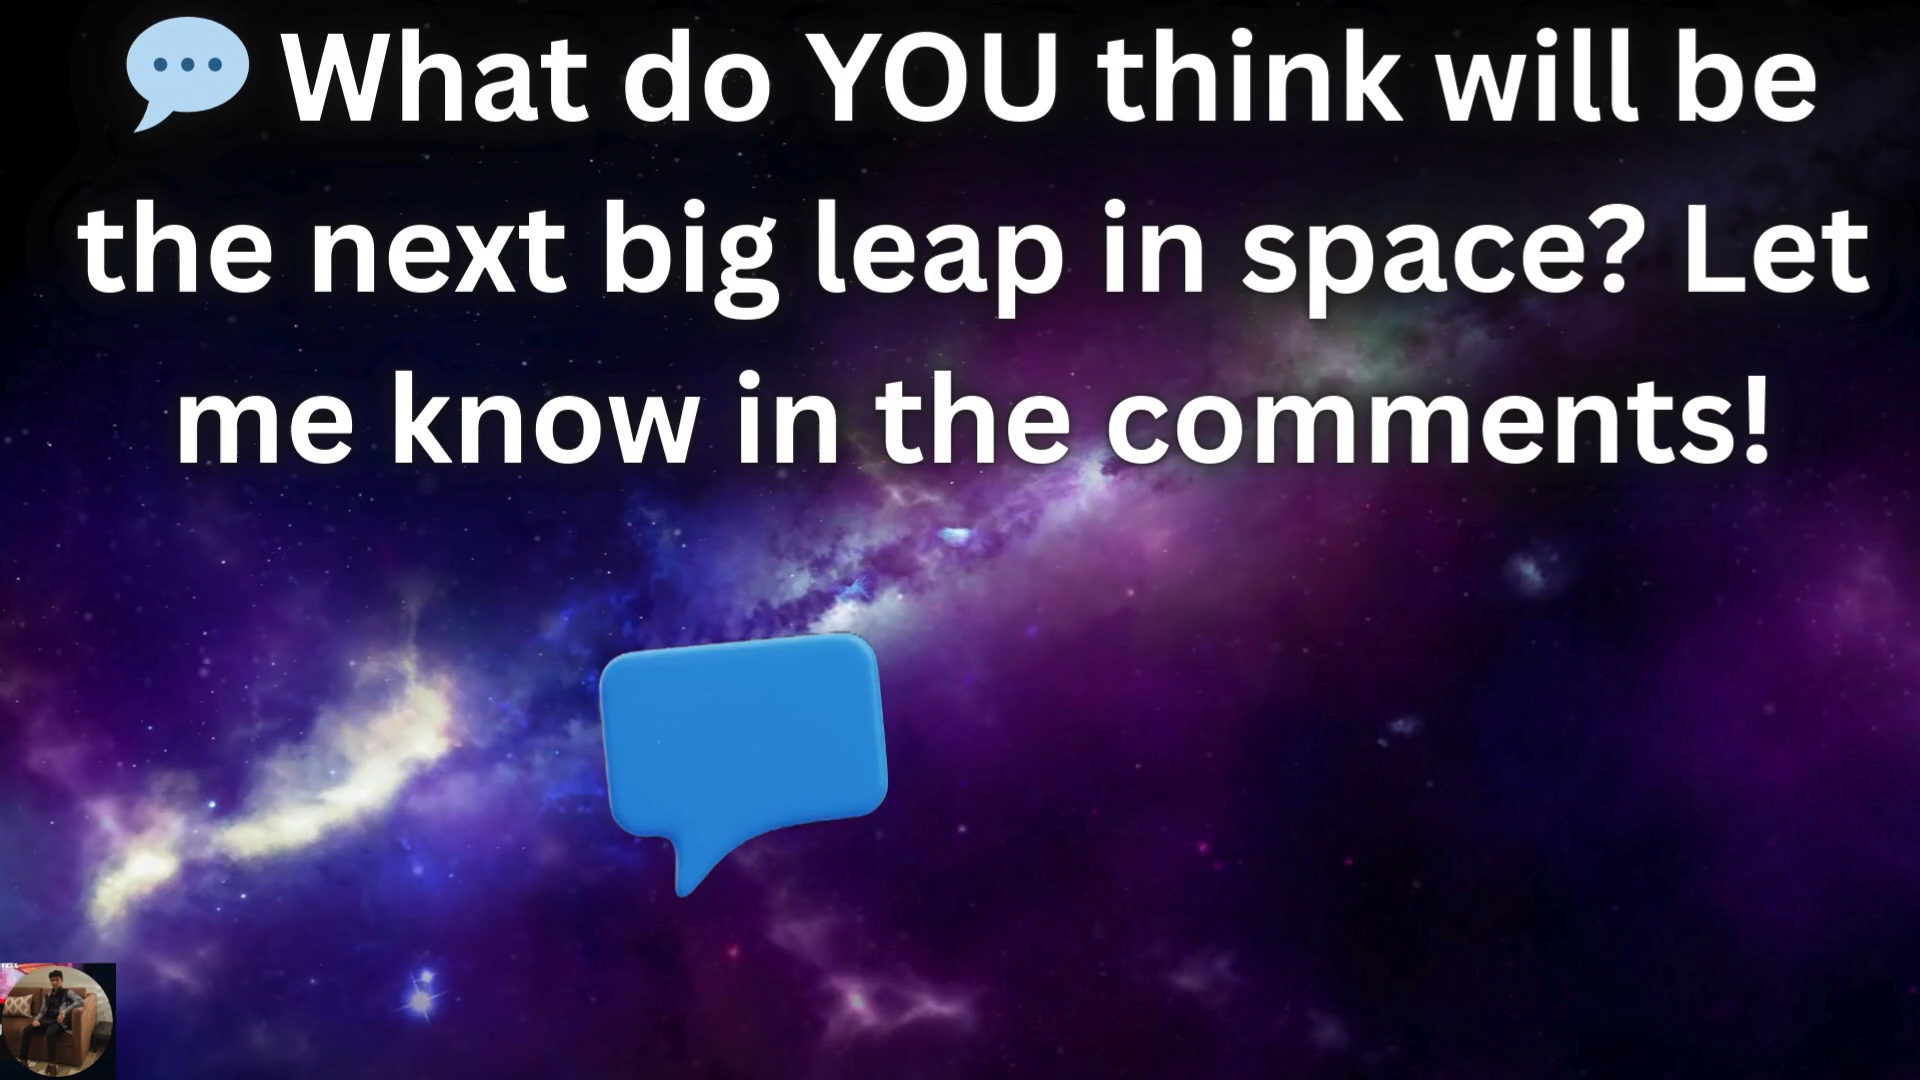 💬 What do YOU think will be
the next big leap in space? Let
me know in the comments!